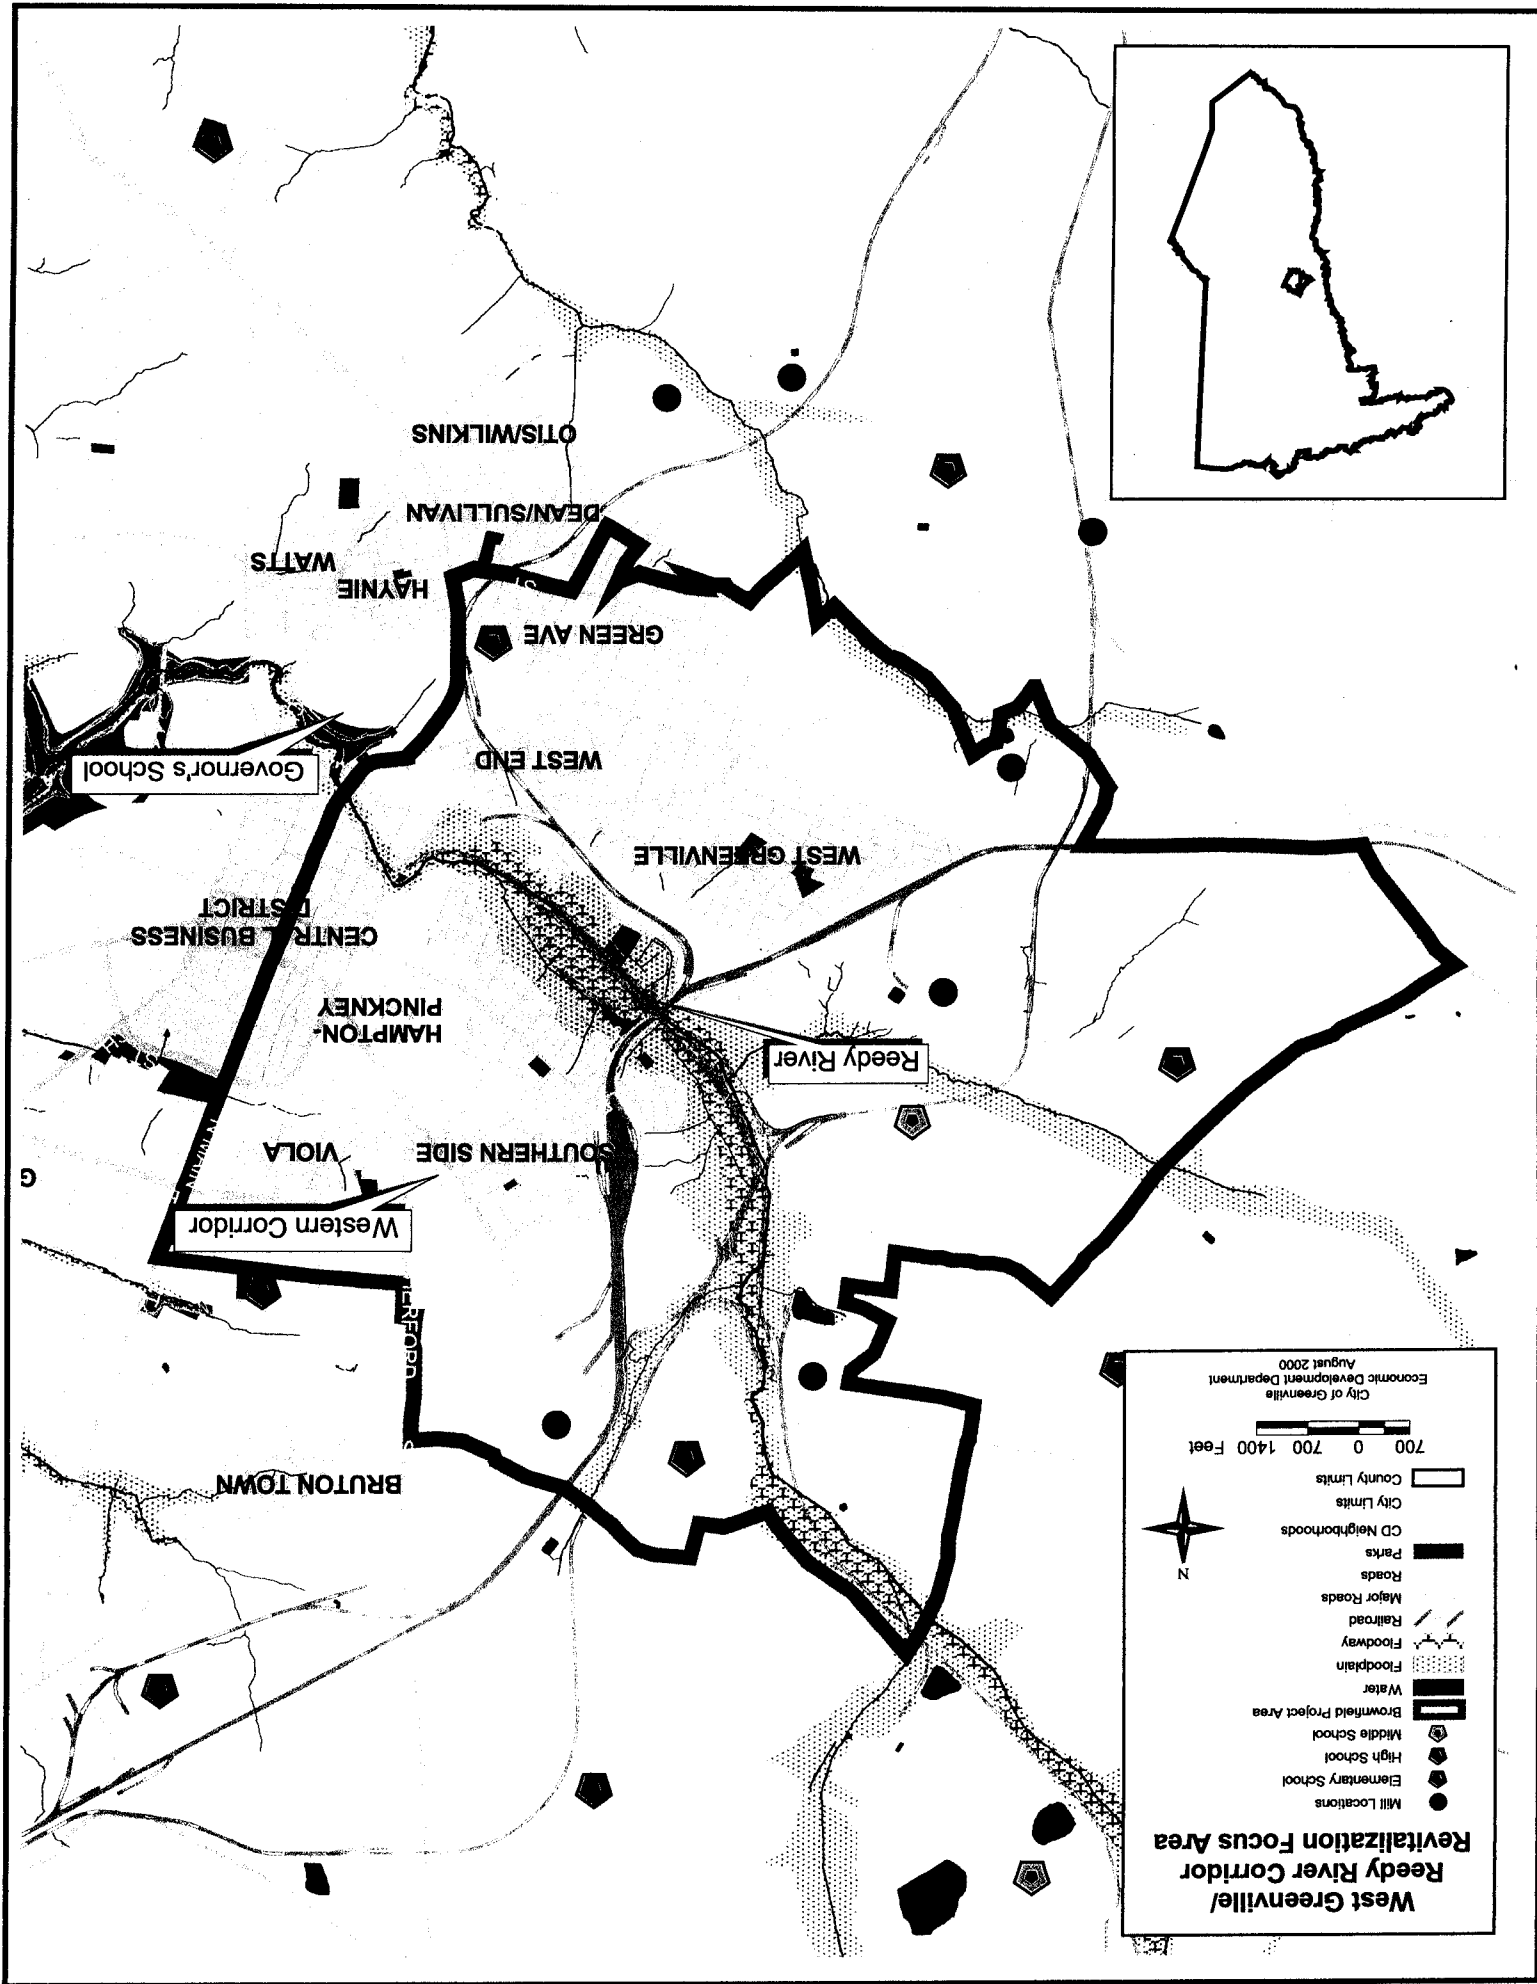 West Greenville/
Reedy River Corridor
Revitalization Focus Area
Mill Locations
Elementary School
High School
Middle School
Brownfield Project Area
Water
Floodplain
Floodway
Railroad
Major Roads
Roads
Parks
CD Neighborhoods
City Limits
County Limits
N
700 0 700 1400 Feet
City of Greenville
Economic Development Department
August 2000
BRUTON TOWN
ERFORD
Western Corridor
G
VIOLA
SOUTHERN SIDE
N MAIN
Reedy River
HAMPTON-
PINCKNEY
CENTRAL BUSINESS
DISTRICT
WEST GREENVILLE
Governor's School
WEST END
GREEN AVE
HAYNIE
WATTS
DEAN/SULLIVAN
OTIS/WILKINS